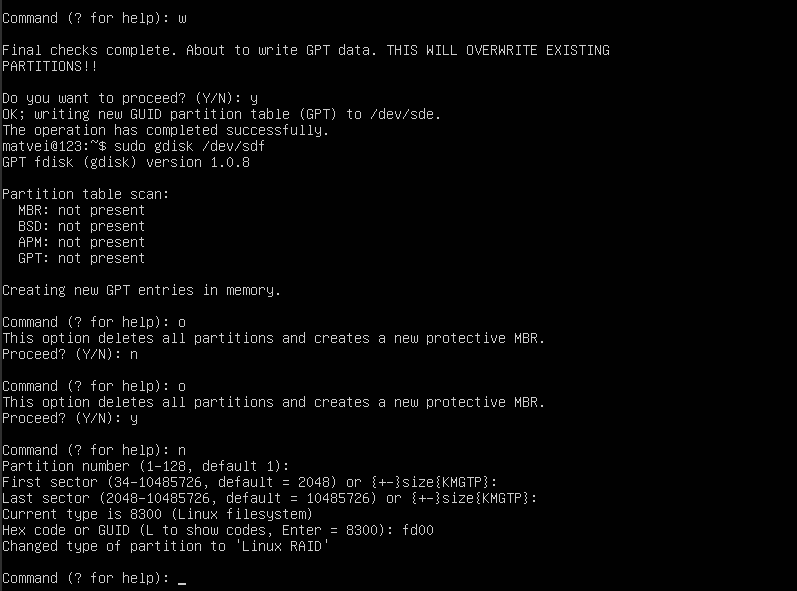 Command (? for help): w
Final checks complete. About to write GPT data. THIS WILL OVERWRITE EXISTING
PARTITIONS!!
Do you want to proceed? (Y/N): y
OK; writing new GUID partition table (GPT) to /dev/sde.
The operation has completed successfully.
matvei@123:~$ sudo gdisk /dev/sdf
GPT fdisk (gdisk) version 1.0.8
Partition table scan:
  MBR: not present
  BSD: not present
  APM: not present
  GPT: not present
Creating new GPT entries in memory.
Command (? for help): o
This option deletes all partitions and creates a new protective MBR.
Proceed? (Y/N): n
Command (? for help): o
This option deletes all partitions and creates a new protective MBR.
Proceed? (Y/N): y
Command (? for help): n
Partition number (1-128, default 1):
First sector (34-10485726, default = 2048) or {+-}size{KMGTP}:
Last sector (2048-10485726, default = 10485726) or {+-}size{KMGTP}:
Current type is 8300 (Linux filesystem)
Hex code or GUID (L to show codes, Enter = 8300): fd00
Changed type of partition to 'Linux RAID'
Command (? for help): _